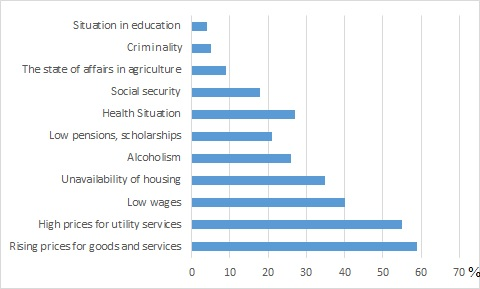 Situation in education
Criminality
The state of affairs in agriculture
Social security
Health Situation
Low pensions, scholarships
Alcoholism
Unavailability of housing
Low wages
High prices for utility services
Rising prices for goods and services
0 10 20 30 40 50 60 70 %